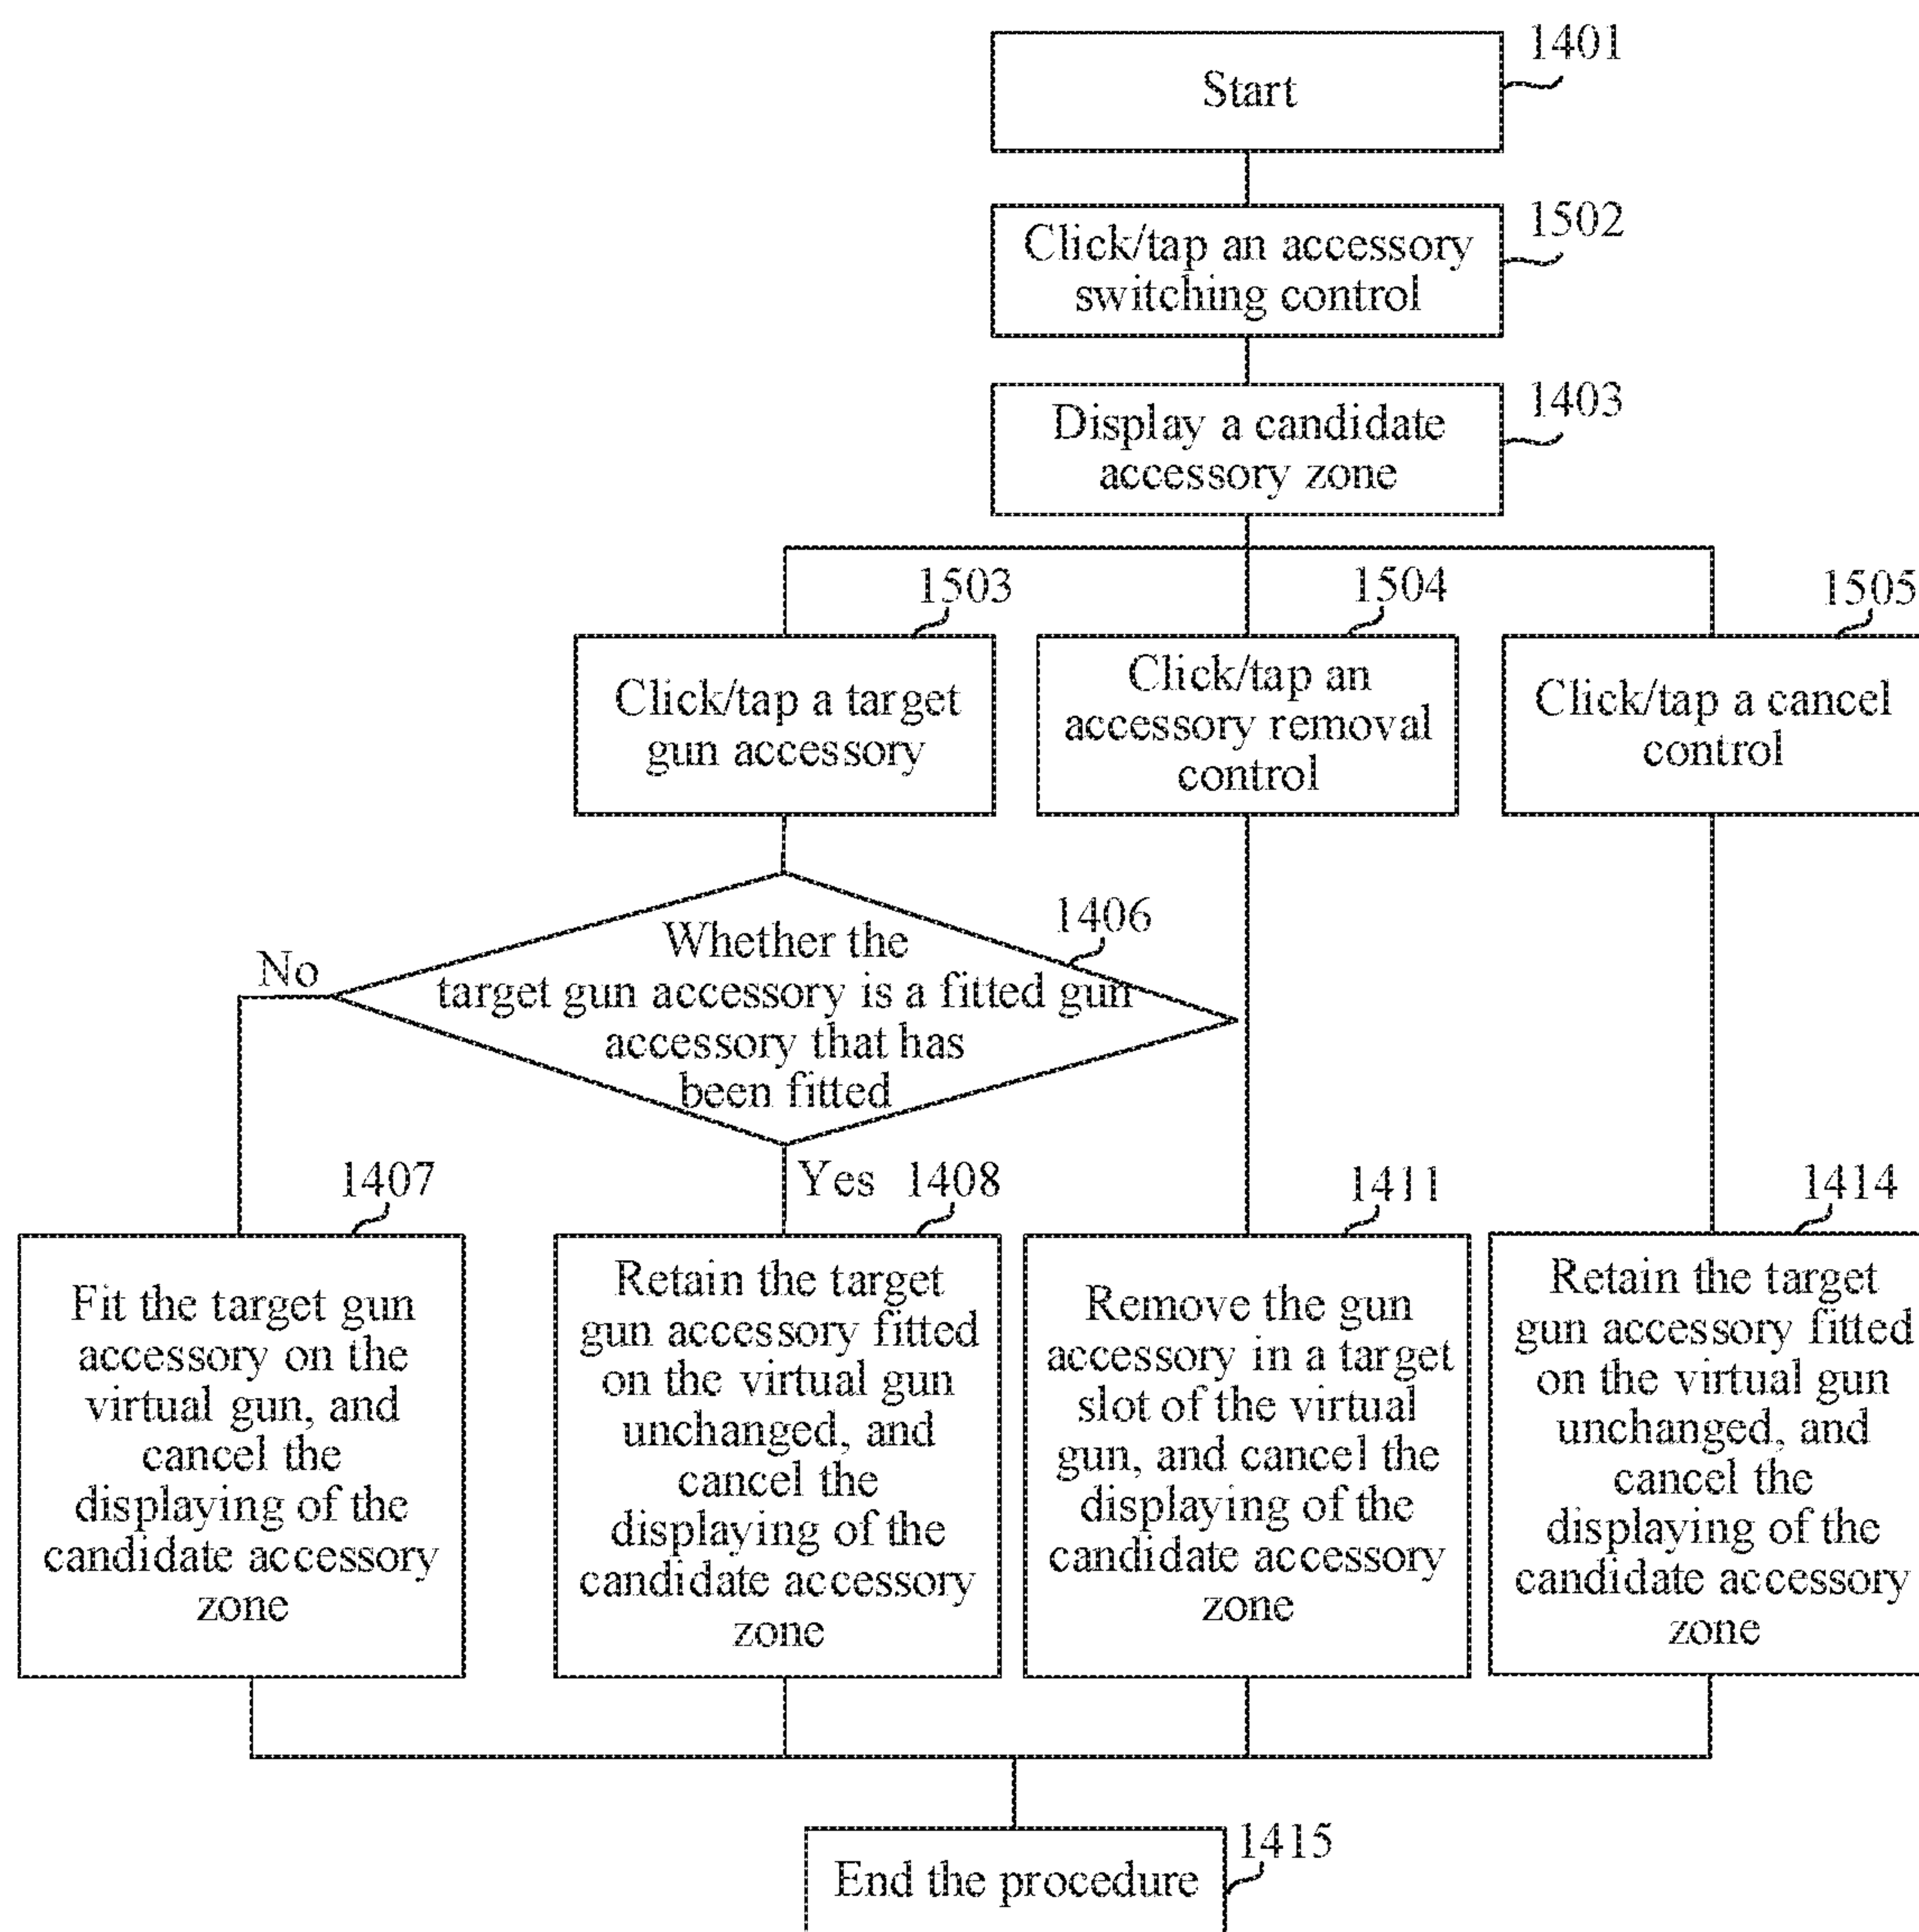 1401
Start
1502
Click/tap an accessory
switching control
1403
Display a candidate
accessory zone
1503
Click/tap a target
gun accessory
1504
Click/tap an
accessory removal
control
1505
Click/tap a cancel
control
1406
Whether the
target gun accessory is a fitted gun
accessory that has
been fitted
No
Yes
1407
Fit the target gun
accessory on the
virtual gun, and
cancel the
displaying of the
candidate accessory
zone
1408
Retain the target
gun accessory fitted
on the virtual gun
unchanged, and
cancel the
displaying of the
candidate accessory
zone
1411
Remove the gun
accessory in a target
slot of the virtual
gun, and cancel the
displaying of the
candidate accessory
zone
1414
Retain the target
gun accessory fitted
on the virtual gun
unchanged, and
cancel the
displaying of the
candidate accessory
zone
1415
End the procedure